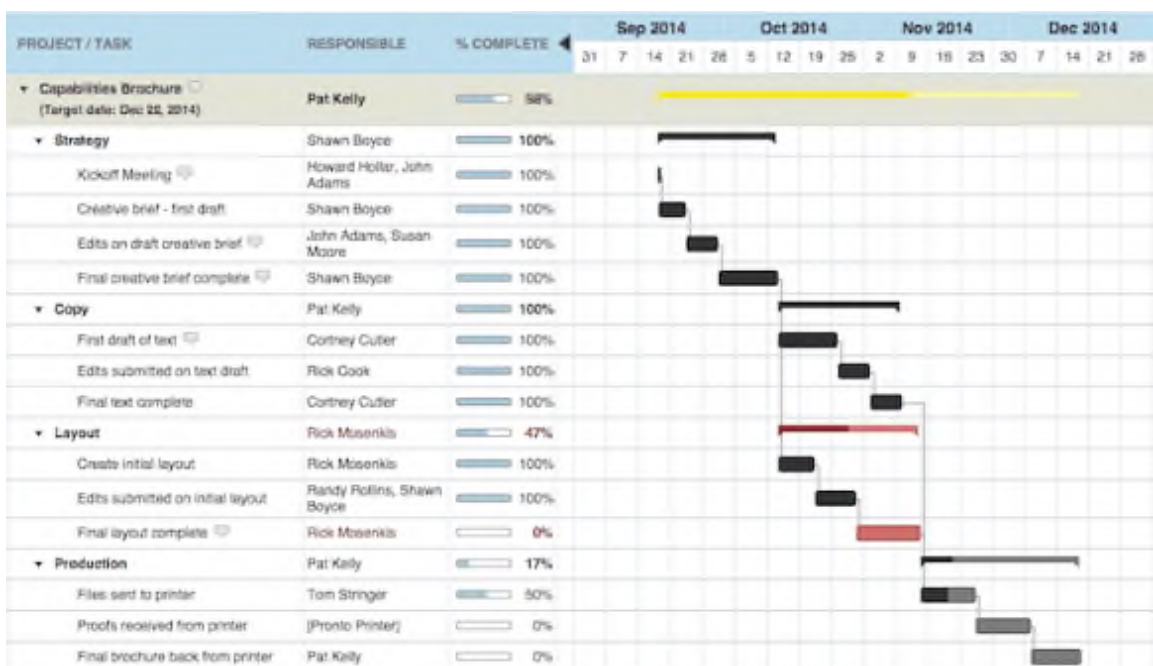 Sep 2014 Oct 2014 Nov 2014 Dec 2014
PROJECT / TASK RESPONSIBLE % COMPLETE
31 7 14 21 28 5 12 19 26 2 9 16 23 30 7 14 21 28
Capabilities Brochure Pat Kelly 58%
(Target date: Dec 22, 2014)
Strategy Shawn Boyce 100%
Kickoff Meeting Howard Hollar, John Adams 100%
Creative brief - first draft Shawn Boyce 100%
Edits on draft creative brief John Adams, Susan Moore 100%
Final creative brief complete Shawn Boyce 100%
Copy Pat Kelly 100%
First draft of text Cortney Cutler 100%
Edits submitted on text draft Rick Cook 100%
Final text complete Cortney Cutler 100%
Layout Rick Mosenkis 47%
Create initial layout Rick Mosenkis 100%
Edits submitted on initial layout Randy Rollins, Shawn Boyce 100%
Final layout complete Rick Mosenkis 0%
Production Pat Kelly 17%
Files sent to printer Tom Stringer 50%
Proofs received from printer [Pronto Printer] 0%
Final brochure back from printer Pat Kelly 0%